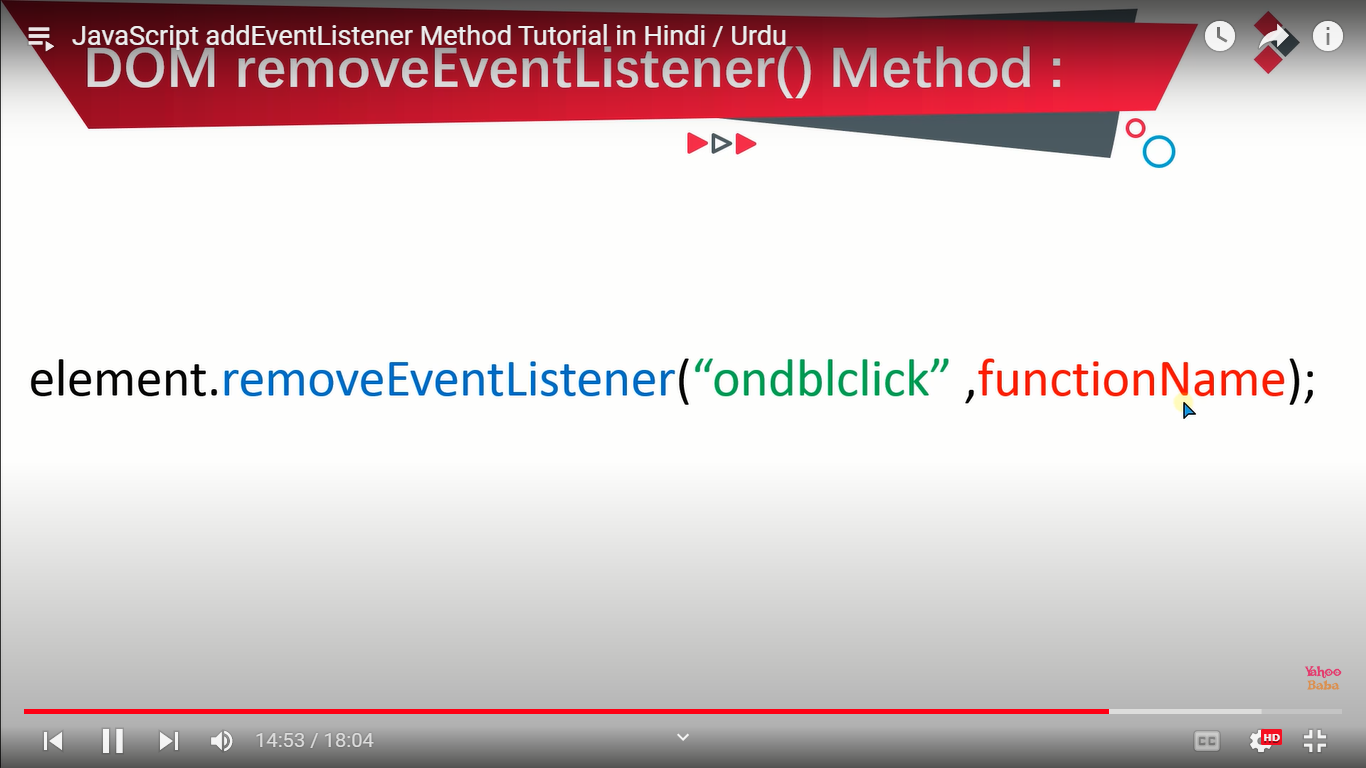 JavaScript addEventListener Method Tutorial in Hindi / Urdu
DOM removeEventListener() Method :
element.removeEventListener(“ondblclick” ,functionName);
Yahoo
Baba
14:53 / 18:04
CC
HD